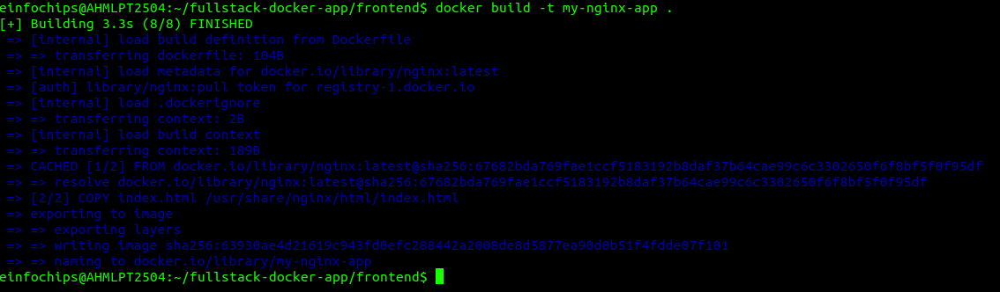 einfochips@AHMLPT2504:~/fullstack-docker-app/frontend$ docker build -t my-nginx-app .
[+] Building 3.3s (8/8) FINISHED
=> [internal] load build definition from Dockerfile
=> => transferring dockerfile: 104B
=> [internal] load metadata for docker.io/library/nginx:latest
=> [auth] library/nginx:pull token for registry-1.docker.io
=> [internal] load .dockerignore
=> => transferring context: 2B
=> [internal] load build context
=> => transferring context: 189B
=> CACHED [1/2] FROM docker.io/library/nginx:latest@sha256:67682bda769fae1ccf5183192b8daf37b64cae99c6c3302650f6f8bf5f0f95df
=> => resolve docker.io/library/nginx:latest@sha256:67682bda769fae1ccf5183192b8daf37b64cae99c6c3302650f6f8bf5f0f95df
=> [2/2] COPY index.html /usr/share/nginx/html/index.html
=> exporting to image
=> => exporting layers
=> => writing image sha256:63930ae4d21619c943fd0efc288442a2008de8d5877ea90d0b51f4fdde07f101
=> => naming to docker.io/library/my-nginx-app
einfochips@AHMLPT2504:~/fullstack-docker-app/frontend$